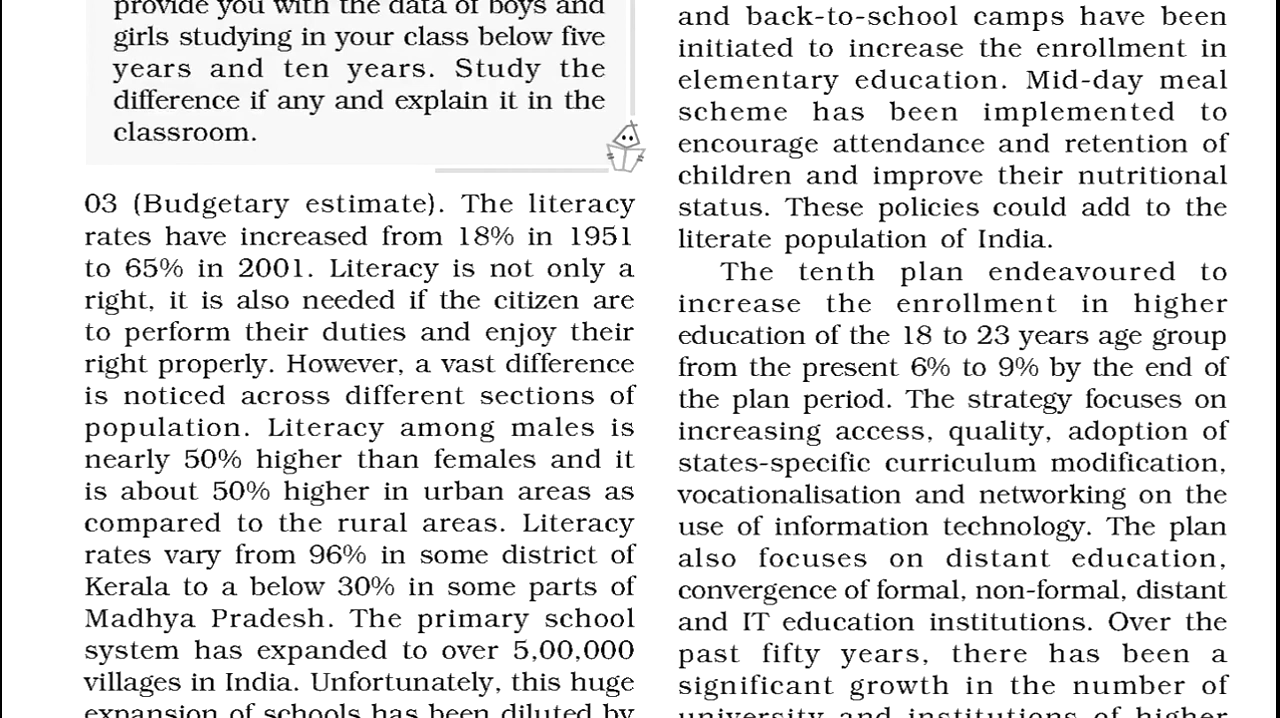 provide you with the data of boys and
girls studying in your class below five
years and ten years. Study the
difference if any and explain it in the
classroom.
03 (Budgetary estimate). The literacy
rates have increased from 18% in 1951
to 65% in 2001. Literacy is not only a
right, it is also needed if the citizen are
to perform their duties and enjoy their
right properly. However, a vast difference
is noticed across different sections of
population. Literacy among males is
nearly 50% higher than females and it
is about 50% higher in urban areas as
compared to the rural areas. Literacy
rates vary from 96% in some district of
Kerala to a below 30% in some parts of
Madhya Pradesh. The primary school
system has expanded to over 5,00,000
villages in India. Unfortunately, this huge
expansion of schools has been diluted by
and back-to-school camps have been
initiated to increase the enrollment in
elementary education. Mid-day meal
scheme has been implemented to
encourage attendance and retention of
children and improve their nutritional
status. These policies could add to the
literate population of India.
The tenth plan endeavoured to
increase the enrollment in higher
education of the 18 to 23 years age group
from the present 6% to 9% by the end of
the plan period. The strategy focuses on
increasing access, quality, adoption of
states-specific curriculum modification,
vocationalisation and networking on the
use of information technology. The plan
also focuses on distant education,
convergence of formal, non-formal, distant
and IT education institutions. Over the
past fifty years, there has been a
significant growth in the number of
university and institutions of higher